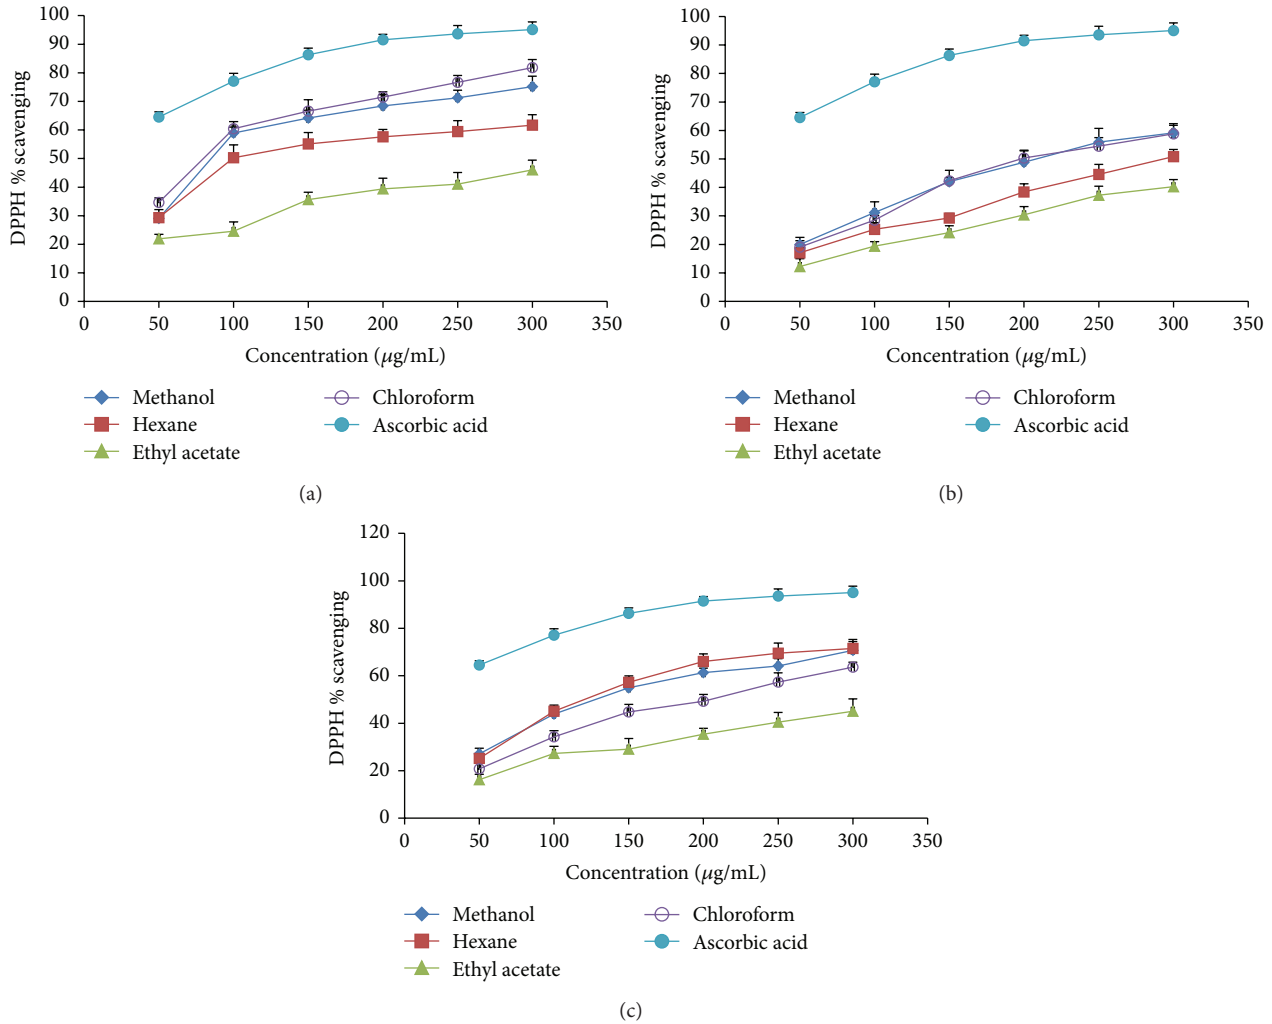 100
90
80
70
60
50
40
30
20
10
0
DPPH % scavenging
0 50 100 150 200 250 300 350
Concentration (μg/mL)
Methanol
Hexane
Ethyl acetate
Chloroform
Ascorbic acid
(a)
100
90
80
70
60
50
40
30
20
10
0
DPPH % scavenging
0 50 100 150 200 250 300 350
Concentration (μg/mL)
Methanol
Hexane
Ethyl acetate
Chloroform
Ascorbic acid
(b)
120
100
80
60
40
20
0
DPPH % scavenging
0 50 100 150 200 250 300 350
Concentration (μg/mL)
Methanol
Hexane
Ethyl acetate
Chloroform
Ascorbic acid
(c)